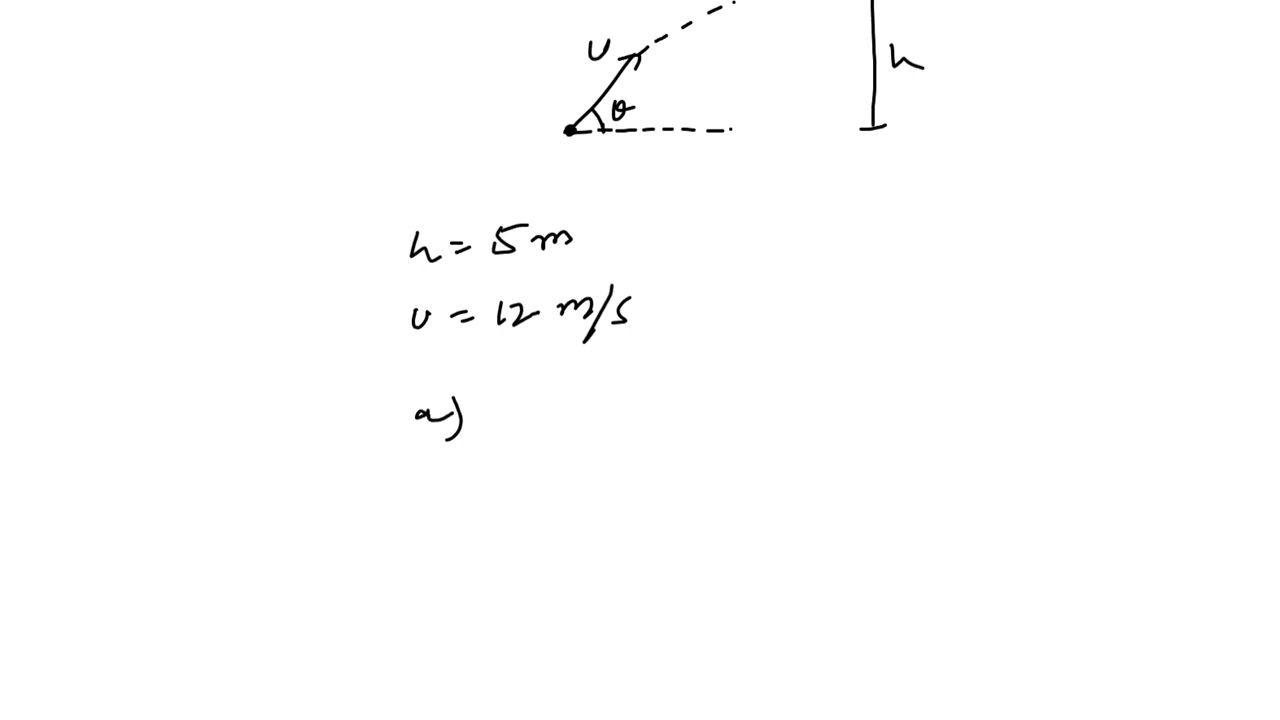 υ
θ
h
h = 5 m
υ = 12 m/s
a)